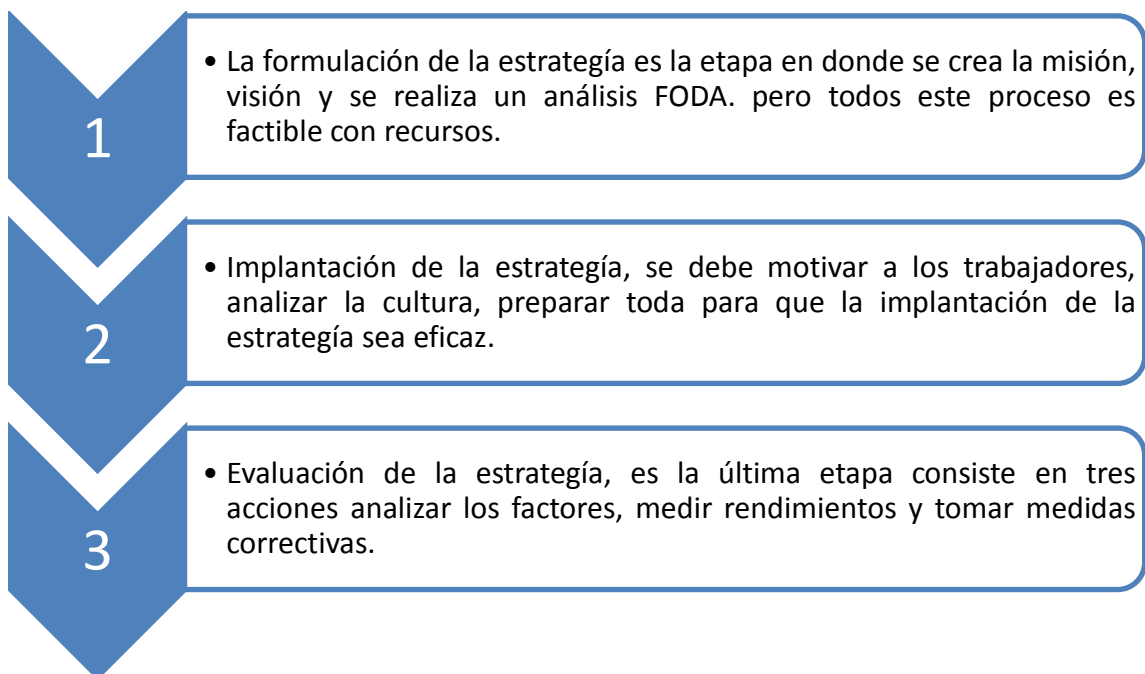 1
• La formulación de la estrategía es la etapa en donde se crea la misión,
visión y se realiza un análisis FODA. pero todos este proceso es
factible con recursos.
2
• Implantación de la estrategía, se debe motivar a los trabajadores,
analizar la cultura, preparar toda para que la implantación de la
estrategía sea eficaz.
3
• Evaluación de la estrategía, es la última etapa consiste en tres
acciones analizar los factores, medir rendimientos y tomar medidas
correctivas.